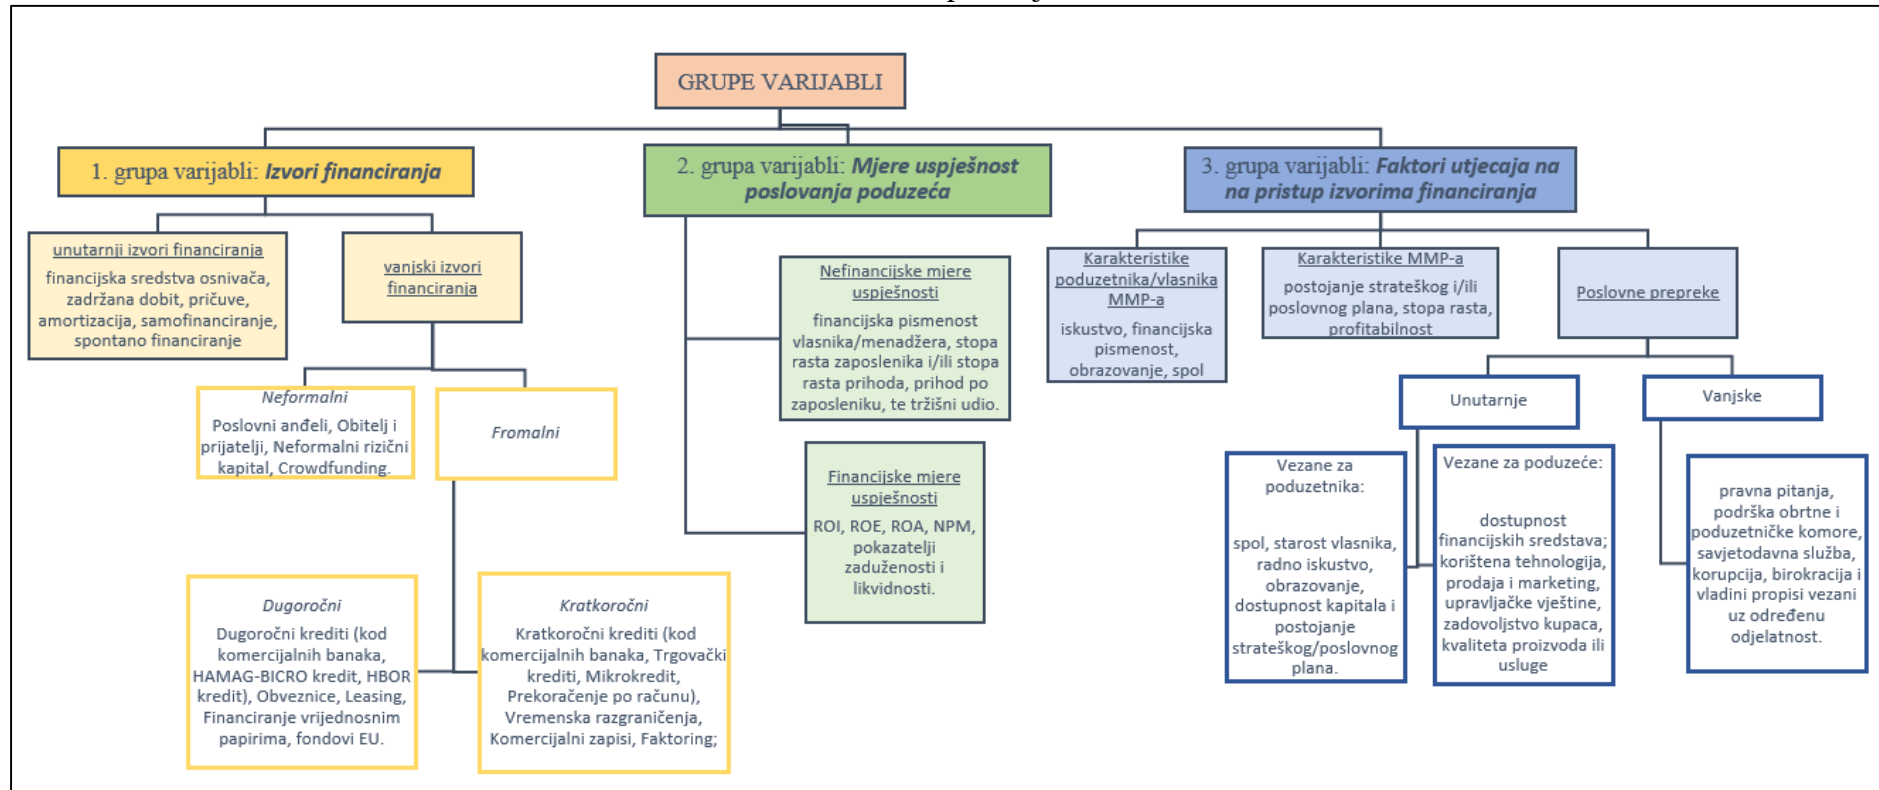 GRUPE VARIJABLI
1. grupa varijabli: Izvori financiranja
2. grupa varijabli: Mjere uspješnost
poslovanja poduzeća
3. grupa varijabli: Faktori utjecaja na
na pristup izvorima financiranja
unutarnji izvori financiranja
financijska sredstva osnivača,
zadržana dobit, pričuve,
amortizacija, samofinanciranje,
spontano financiranje
vanjski izvori
financiranja
Neformalni
Poslovni anđeli, Obitelj i
prijatelji, Neformalni rizični
kapital, Crowdfunding.
Fromalni
Dugoročni
Dugoročni krediti (kod
komercijalnih banaka,
HAMAG-BICRO kredit, HBOR
kredit), Obveznice, Leasing,
Financiranje vrijednosnim
papirima, fondovi EU.
Kratkoročni
Kratkoročni krediti (kod
komercijalnih banaka, Trgovački
krediti, Mikrokredit,
Prekoračenje po računu),
Vremenska razgraničenja,
Komercijalni zapisi, Faktoring;
Nefinancijske mjere
uspješnosti
financijska pismenost
vlasnika/menadžera, stopa
rasta zaposlenika i/ili stopa
rasta prihoda, prihod po
zaposleniku, te tržišni udio.
Financijske mjere
uspješnosti
ROI, ROE, ROA, NPM,
pokazatelji
zaduženosti i
likvidnosti.
Karakteristike
poduzetnika/vlasnika
MMP-a
iskustvo, financijska
pismenost,
obrazovanje, spol
Karakteristike MMP-a
postojanje strateškog i/ili
poslovnog plana, stopa rasta,
profitabilnost
Poslovne prepreke
Unutarnje
Vanjske
Vezane za
poduzetnika:
spol, starost vlasnika,
radno iskustvo,
obrazovanje,
dostupnost kapitala i
postojanje
strateškog/poslovnog
plana.
Vezane za poduzeće:
dostupnost
financijskih sredstava;
korištena tehnologija,
prodaja i marketing,
upravljačke vještine,
zadovoljstvo kupaca,
kvaliteta proizvoda ili
usluge
pravna pitanja,
podrška obrtne i
poduzetničke komore,
savjetodavna služba,
korupcija, birokracija i
vladini propisi vezani
uz određenu
odjelatnost.